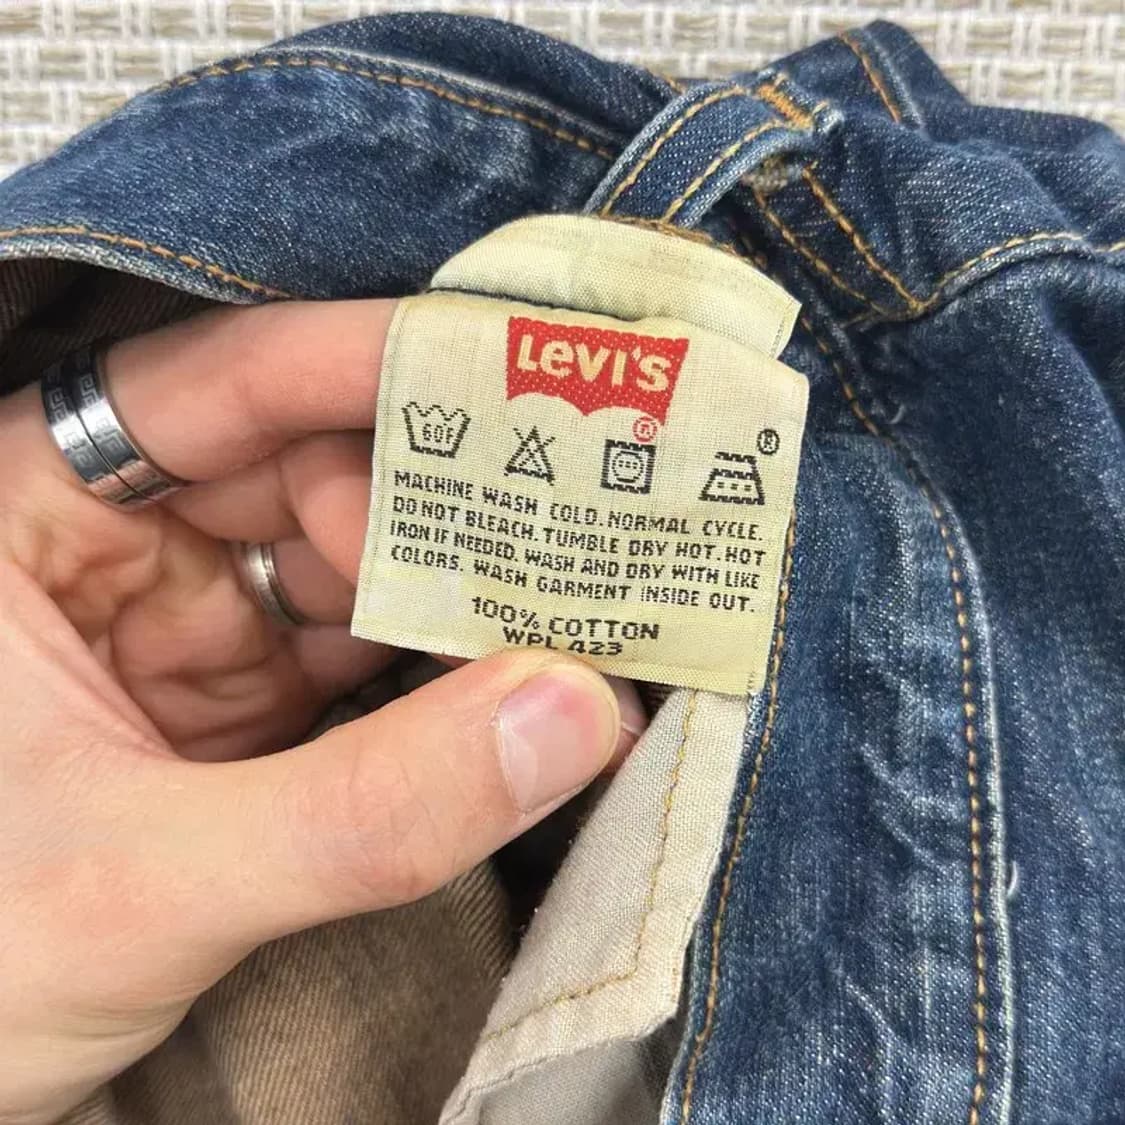 LEVI'S ®
60F
®
MACHINE WASH COLD. NORMAL CYCLE.
DO NOT BLEACH. TUMBLE DRY HOT. HOT
IRON IF NEEDED. WASH AND DRY WITH LIKE
COLORS. WASH GARMENT INSIDE OUT.
100% COTTON
WPL 423